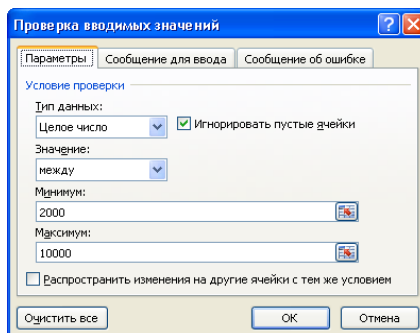 Проверка вводимых значений
Параметры Сообщение для ввода Сообщение об ошибке
Условие проверки
Тип данных:
Целое число Игнорировать пустые ячейки
Значение:
между
Минимум:
2000
Максимум:
10000
Распространить изменения на другие ячейки с тем же условием
Очистить все ОК Отмена